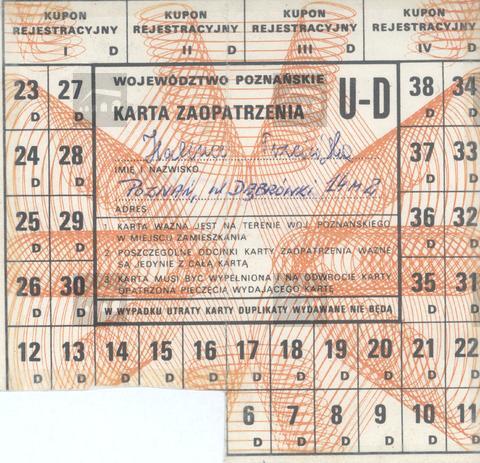 KUPON REJESTRACYJNY I D
KUPON REJESTRACYJNY II D
KUPON REJESTRACYJNY III D
KUPON REJESTRACYJNY IV D
23 D
27 D
WOJEWÓDZTWO POZNAŃSKIE
KARTA ZAOPATRZENIA
U-D
38 D
34 D
24 D
28 D
Halina
IMIĘ I NAZWISKO
POZNAŃ, ul DĄBRÓWKI 14 m 2
ADRES
37 D
33 D
25 D
29 D
1. KARTA WAŻNA JEST NA TERENIE WOJ. POZNAŃSKIEGO
W MIEJSCU ZAMIESZKANIA
2. POSZCZEGÓLNE ODCINKI KARTY ZAOPATRZENIA WAŻNE
SĄ JEDYNIE Z CAŁĄ KARTĄ
3. KARTA MUSI BYĆ WYPEŁNIONA I NA ODWROCIE KARTY
OPATRZONA PIECZĘCIĄ WYDAJĄCEGO KARTĘ
36 D
32 D
26 D
30 D
35 D
31 D
W WYPADKU UTRATY KARTY DUPLIKATY WYDAWANE NIE BĘDĄ
12 D
13 D
14 D
15 D
16 D
17 D
18 D
19 D
20 D
21 D
22 D
6 D
7 D
8 D
9 D
10 D
11 D